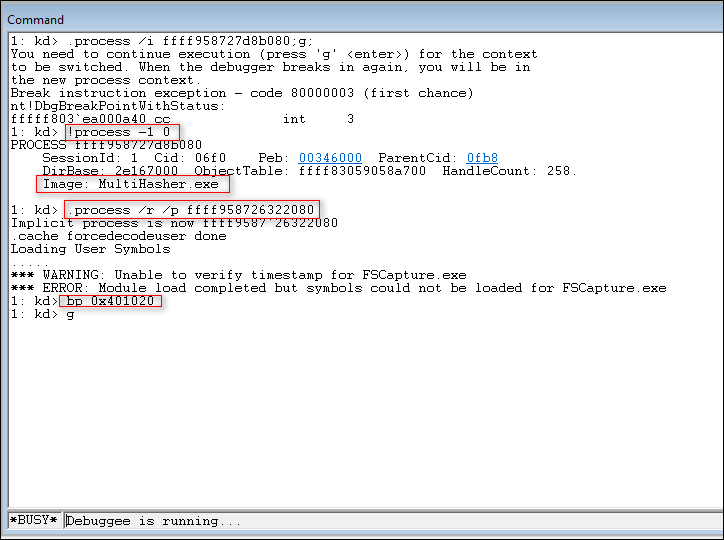 Command
1: kd> .process /i ffff958727d8b080;g;
You need to continue execution (press 'g' <enter>) for the context
to be switched. When the debugger breaks in again, you will be in
the new process context.
Break instruction exception - code 80000003 (first chance)
nt!DbgBreakPointWithStatus:
fffff803`ea000a40 cc              int     3
1: kd> !process -1 0
PROCESS ffff958727d8b080
    SessionId: 1  Cid: 06f0    Peb: 00346000  ParentCid: 0fb8
    DirBase: 2e167000  ObjectTable: ffff83059058a700  HandleCount: 258.
    Image: MultiHasher.exe
1: kd> .process /r /p ffff958726322080
Implicit process is now ffff9587`26322080
.cache forcedecodeuser done
Loading User Symbols
.....
*** WARNING: Unable to verify timestamp for FSCapture.exe
*** ERROR: Module load completed but symbols could not be loaded for FSCapture.exe
1: kd> bp 0x401020
1: kd> g
*BUSY* Debuggee is running...